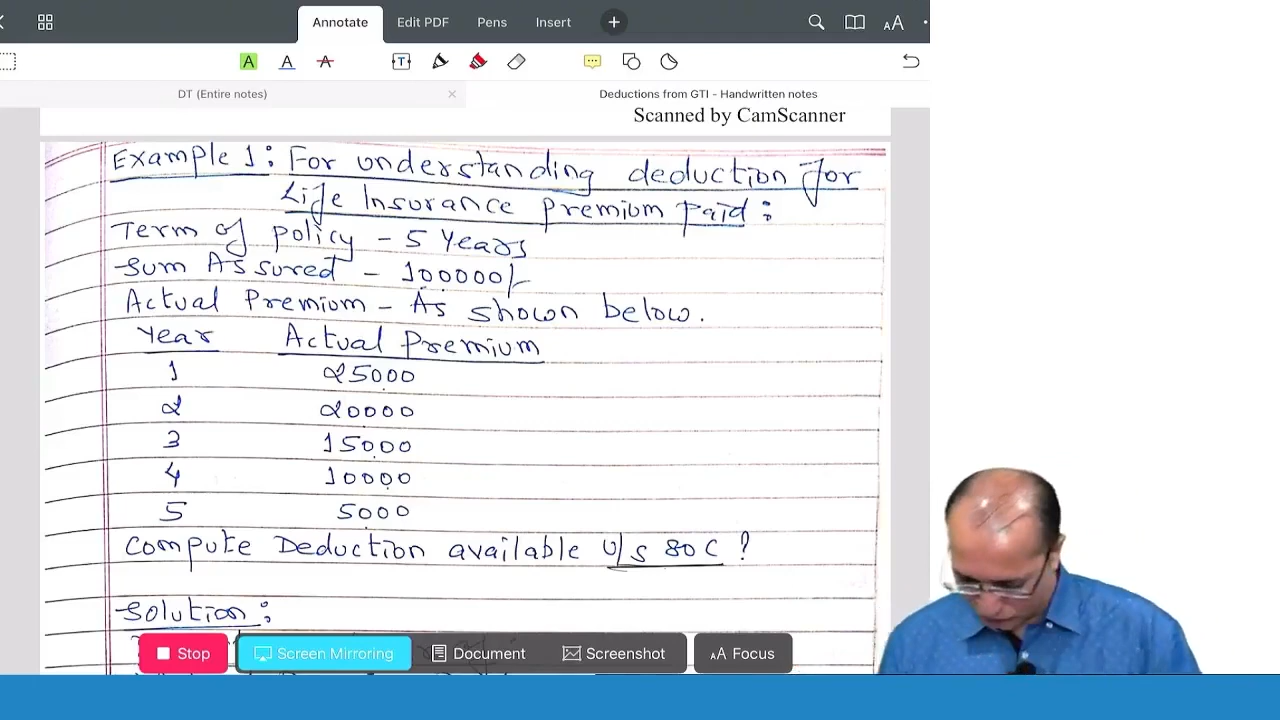 Annotate Edit PDF Pens Insert +
A A A T
DT (Entire notes) × Deductions from GTI - Handwritten notes
Scanned by CamScanner
Example 1: For understanding deduction for
Life Insurance Premium Paid:
Term of policy - 5 Years
Sum Assured - 100000/-
Actual Premium - As shown below.
Year Actual Premium
1 25000
2 20000
3 15000
4 10000
5 5000
Compute Deduction available U/s 80C?
Solution:
Stop Screen Mirroring Document Screenshot AA Focus